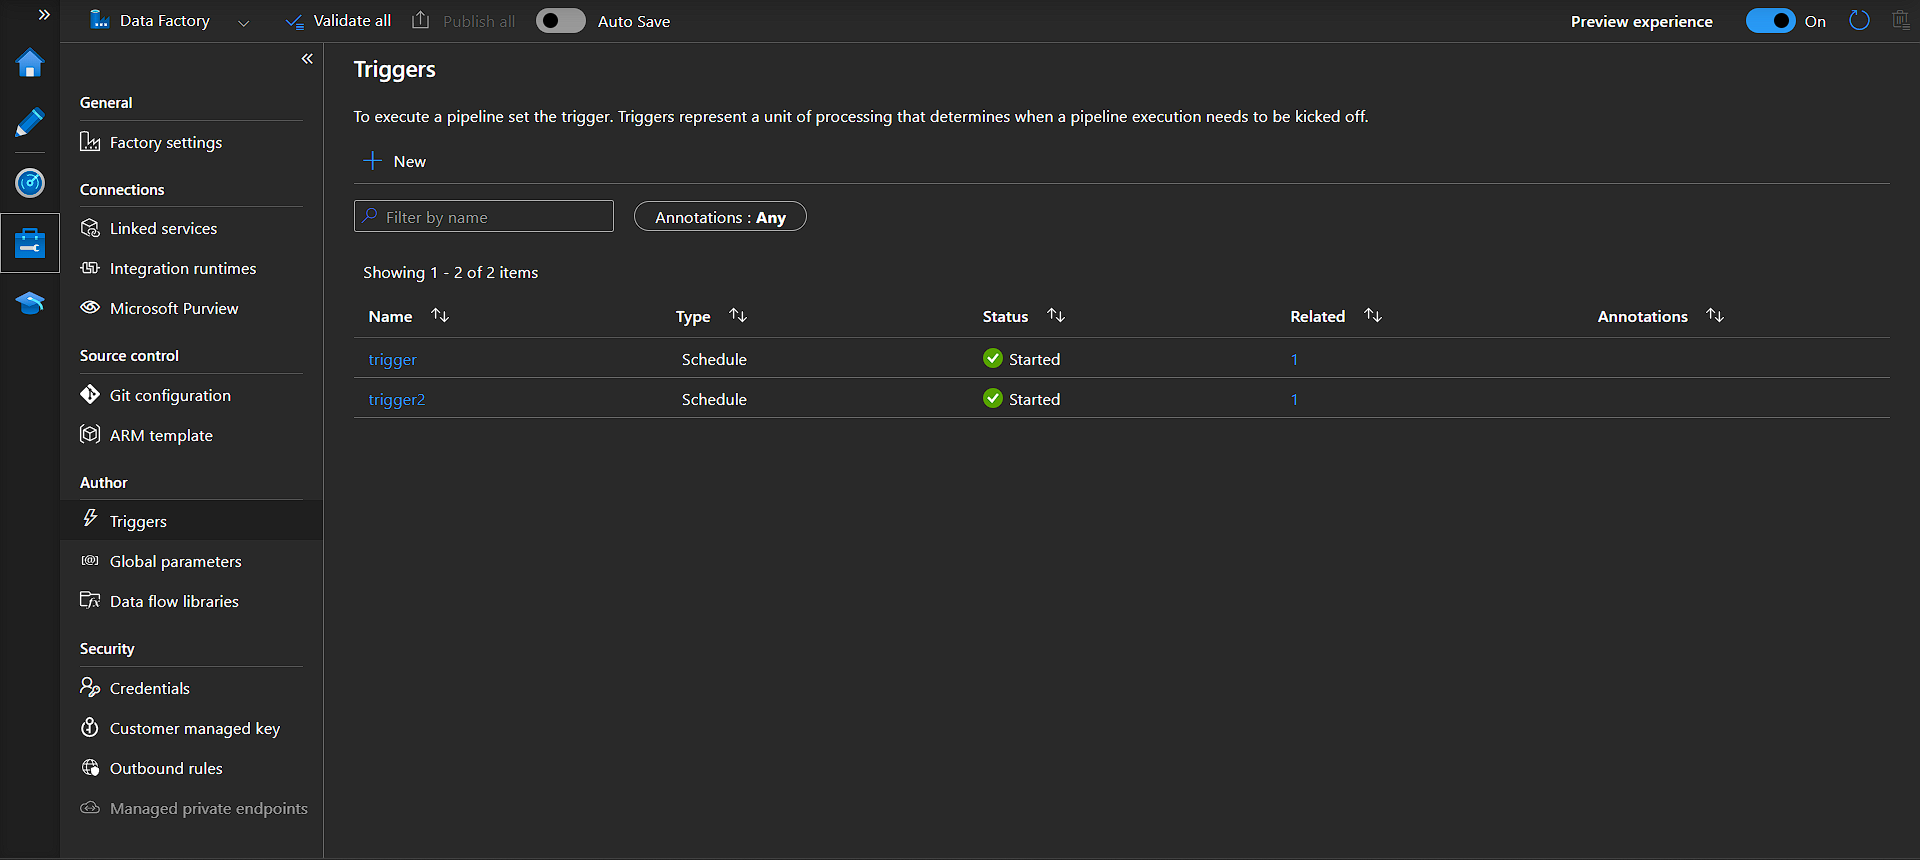 Data Factory
Validate all
Publish all
Auto Save
Preview experience
On
General
Factory settings
Connections
Linked services
Integration runtimes
Microsoft Purview
Source control
Git configuration
ARM template
Author
Triggers
Global parameters
Data flow libraries
Security
Credentials
Customer managed key
Outbound rules
Managed private endpoints
Triggers
To execute a pipeline set the trigger. Triggers represent a unit of processing that determines when a pipeline execution needs to be kicked off.
New
Filter by name
Annotations : Any
Showing 1 - 2 of 2 items
Name Type Status Related Annotations
trigger Schedule Started 1
trigger2 Schedule Started 1